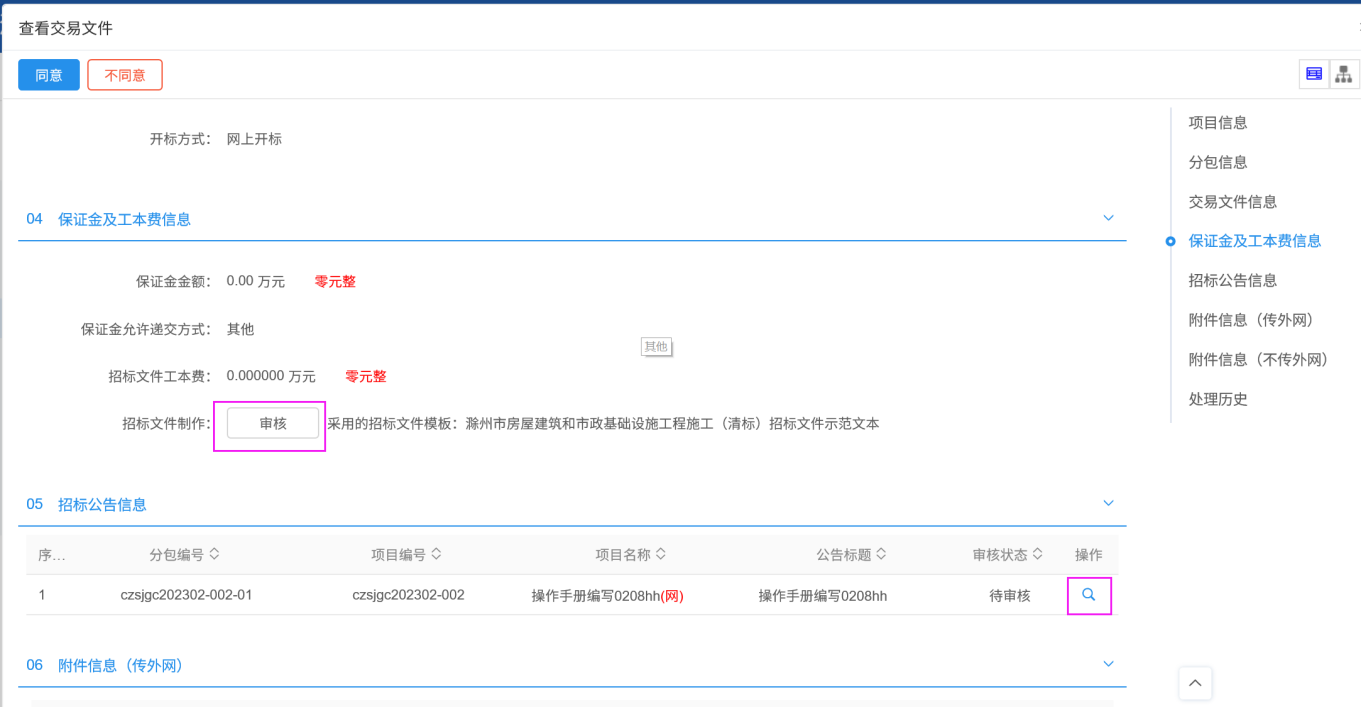 查看交易文件
同意 不同意
开标方式： 网上开标
04 保证金及工本费信息
保证金金额： 0.00 万元 零元整
保证金允许递交方式： 其他
其他
招标文件工本费： 0.000000 万元 零元整
招标文件制作： 审核 采用的招标文件模板：滁州市房屋建筑和市政基础设施工程施工（清标）招标文件示范文本
05 招标公告信息
序... 分包编号 项目编号 项目名称 公告标题 审核状态 操作
1 czsjgc202302-002-01 czsjgc202302-002 操作手册编写0208hh(网) 操作手册编写0208hh 待审核
06 附件信息（传外网）
项目信息
分包信息
交易文件信息
保证金及工本费信息
招标公告信息
附件信息（传外网）
附件信息（不传外网）
处理历史